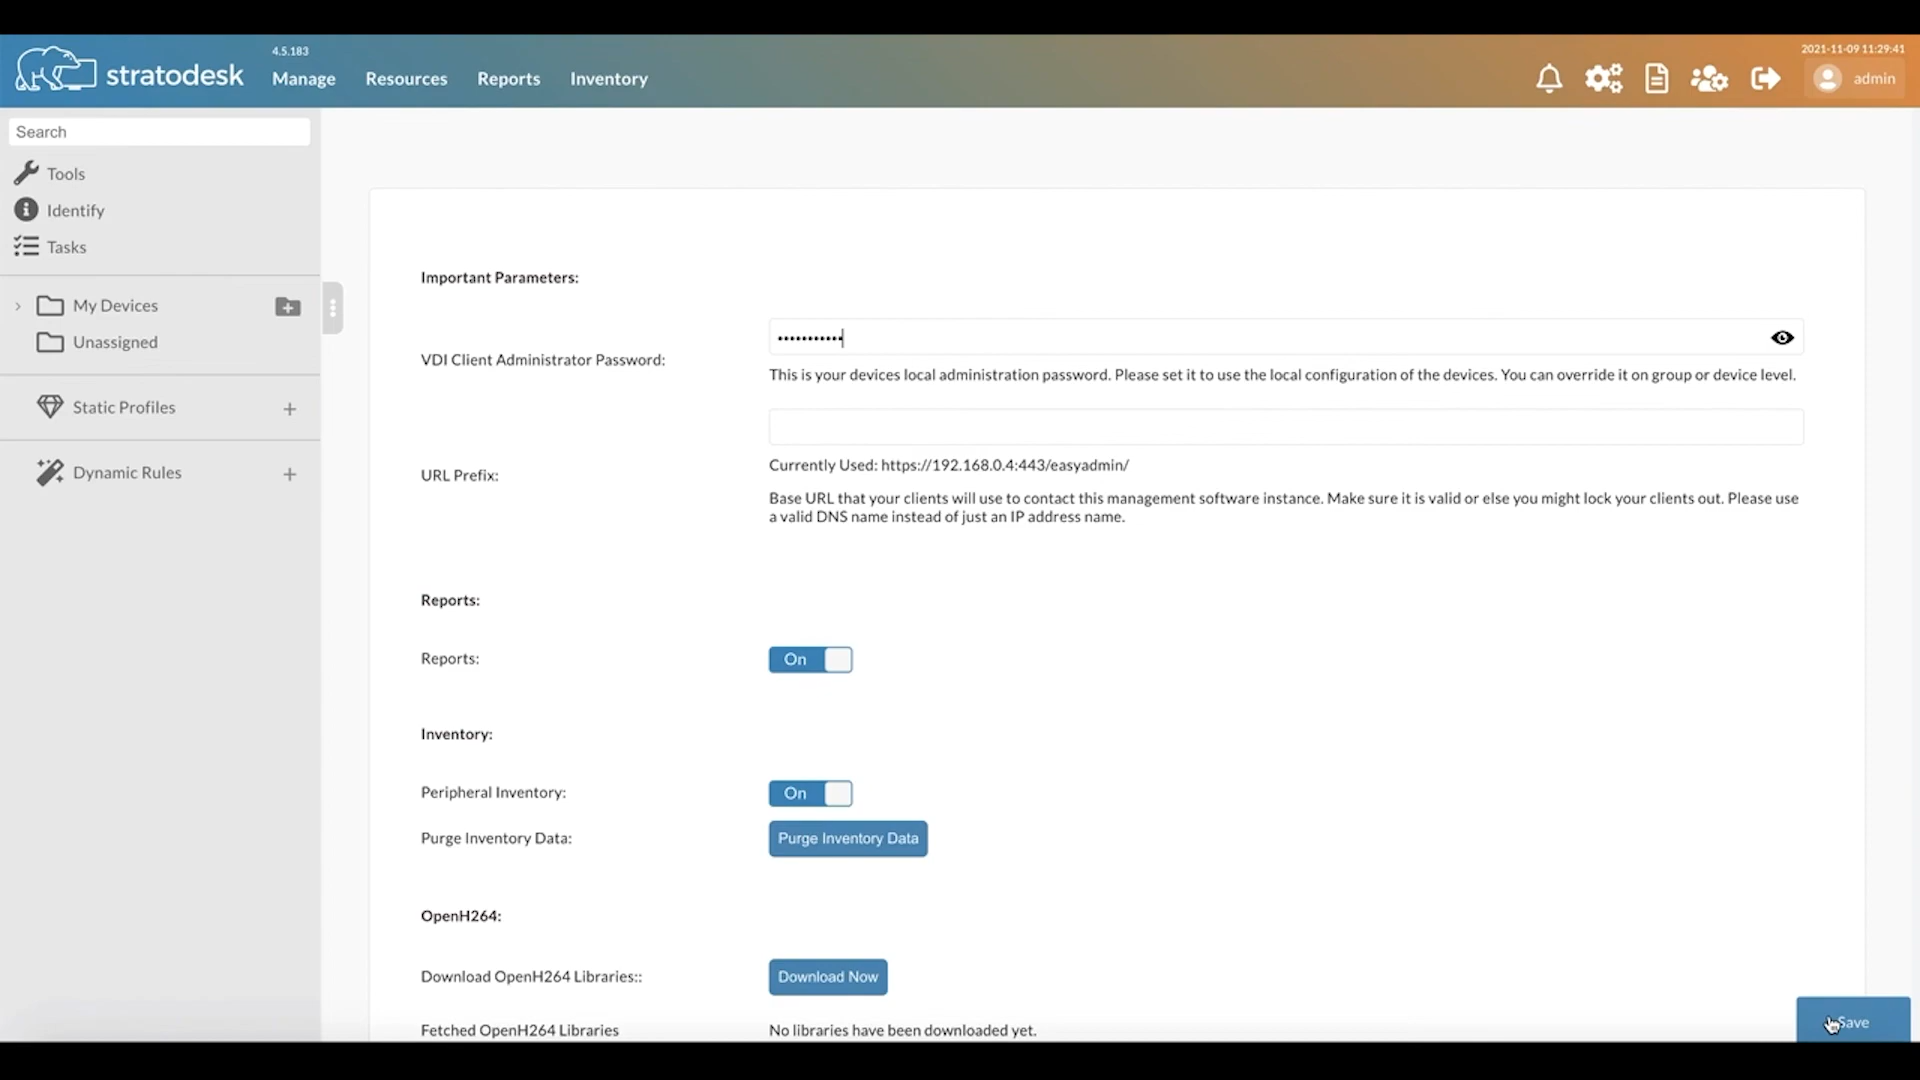 4.5.183
2021-11-09 11:29:41
stratodesk
Manage Resources Reports Inventory
admin
Search
Tools
Identify
Tasks
My Devices
Unassigned
Static Profiles
Dynamic Rules
Important Parameters:
VDI Client Administrator Password:
•••••••••••
This is your devices local administration password. Please set it to use the local configuration of the devices. You can override it on group or device level.
URL Prefix:
Currently Used: https://192.168.0.4:443/easyadmin/
Base URL that your clients will use to contact this management software instance. Make sure it is valid or else you might lock your clients out. Please use
a valid DNS name instead of just an IP address name.
Reports:
Reports: On
Inventory:
Peripheral Inventory: On
Purge Inventory Data: Purge Inventory Data
OpenH264:
Download OpenH264 Libraries:: Download Now
Fetched OpenH264 Libraries No libraries have been downloaded yet.
Save